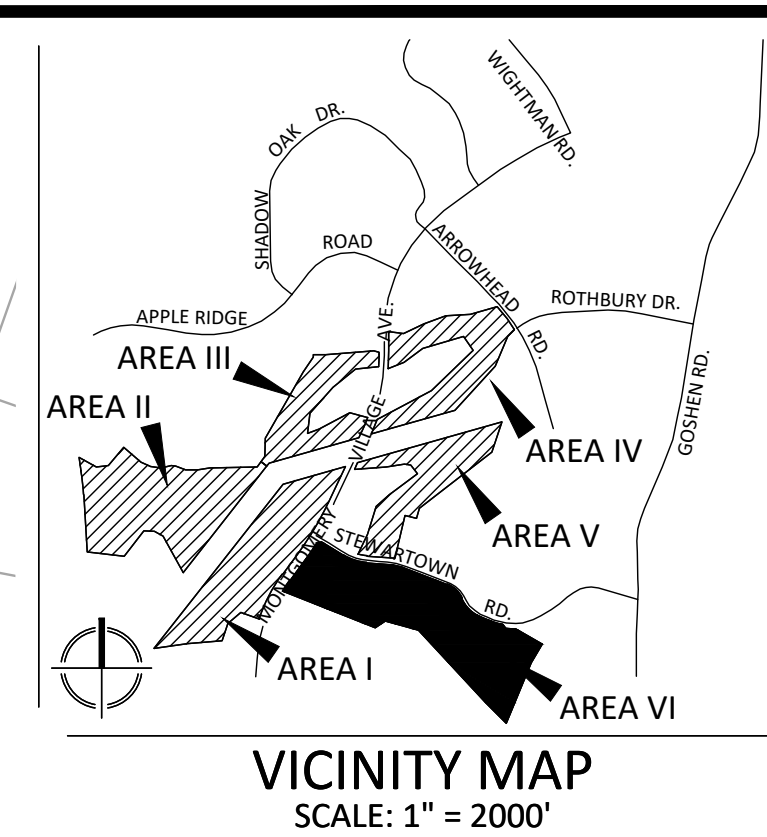 WIGHTMAN RD.
SHADOW OAK DR.
ARROWHEAD RD.
ROAD
ROTHBURY DR.
APPLE RIDGE
AREA III
AREA II
GOSHEN RD.
MONTGOMERY VILLAGE AVE.
AREA IV
AREA V
STEWARTOWN RD.
AREA I
AREA VI
VICINITY MAP
SCALE: 1" = 2000'